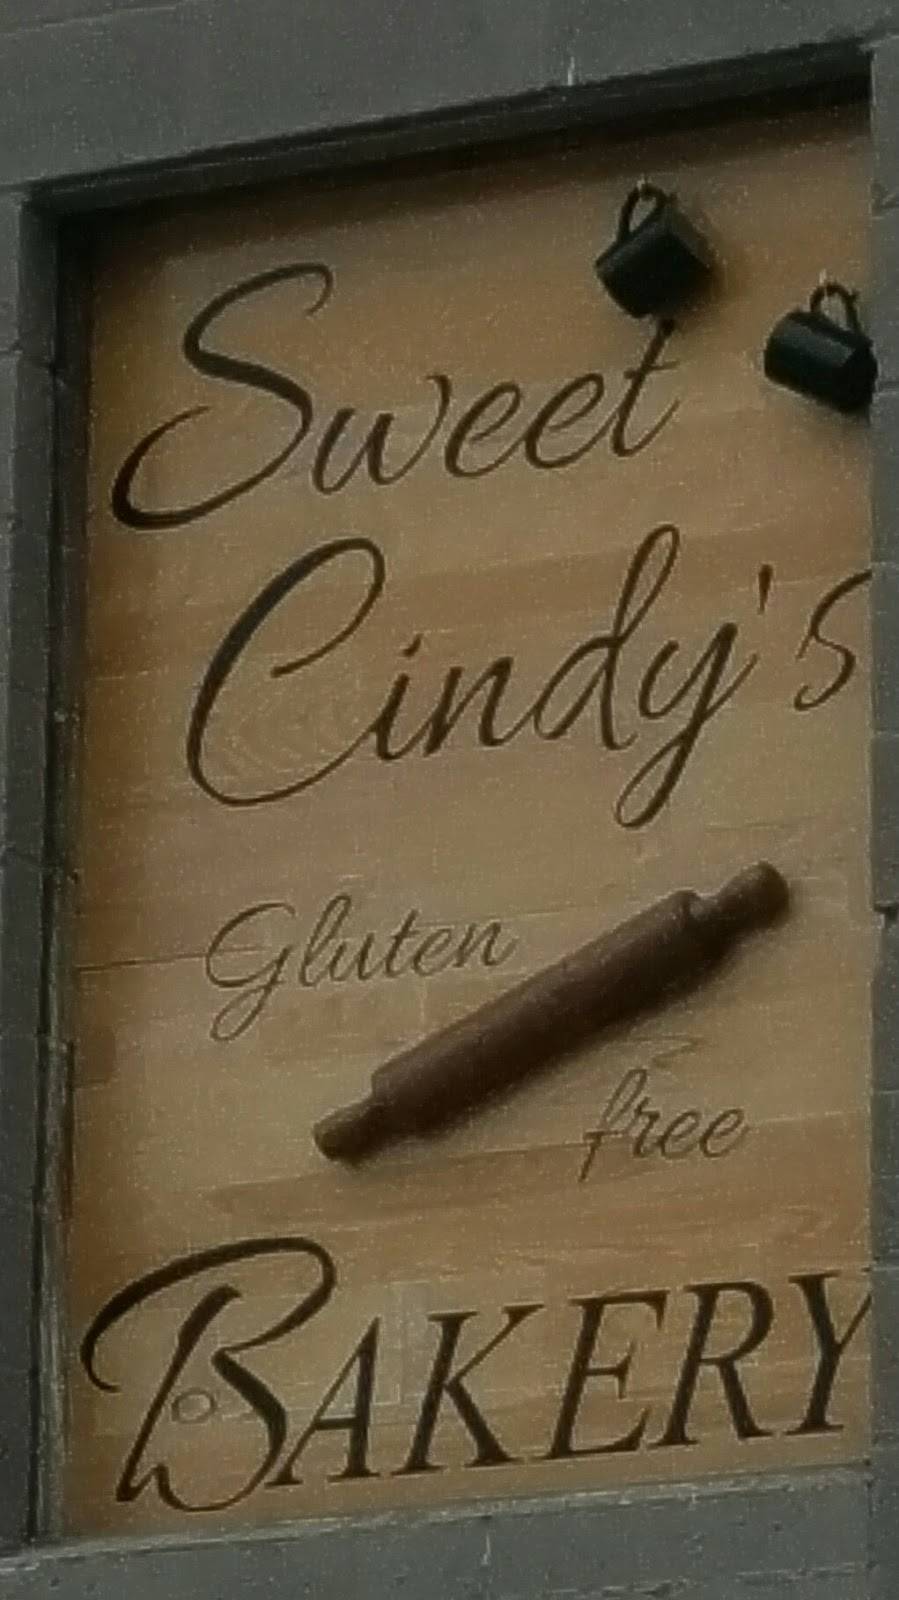 Sweet
Cindy's
Gluten
free
BAKERY